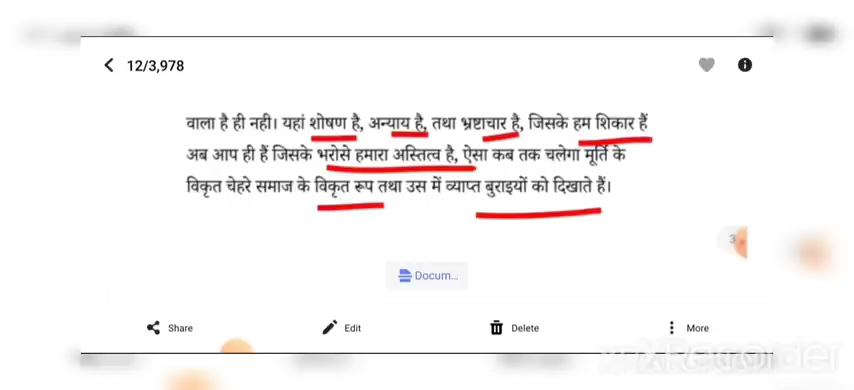 12/3,978
वाला है ही नही। यहां शोषण है, अन्याय है, तथा भ्रष्टाचार है, जिसके हम शिकार हैं
अब आप ही हैं जिसके भरोसे हमारा अस्तित्व है, ऐसा कब तक चलेगा मूर्ति के
विकृत चेहरे समाज के विकृत रूप तथा उस में व्याप्त बुराइयों को दिखाते हैं।
3
Docum...
Share Edit Delete More